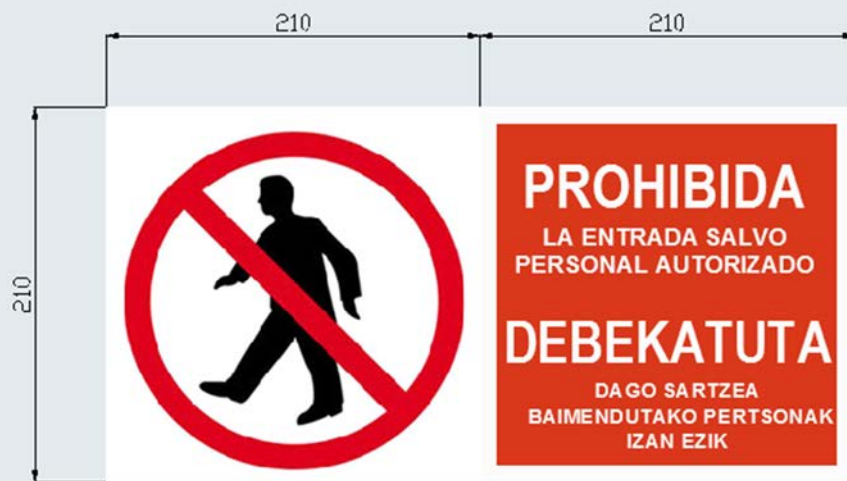 210
210
210
PROHIBIDA
LA ENTRADA SALVO
PERSONAL AUTORIZADO
DEBEKATUTA
DAGO SARTZEA
BAIMENDUTAKO PERTSONAK
IZAN EZIK